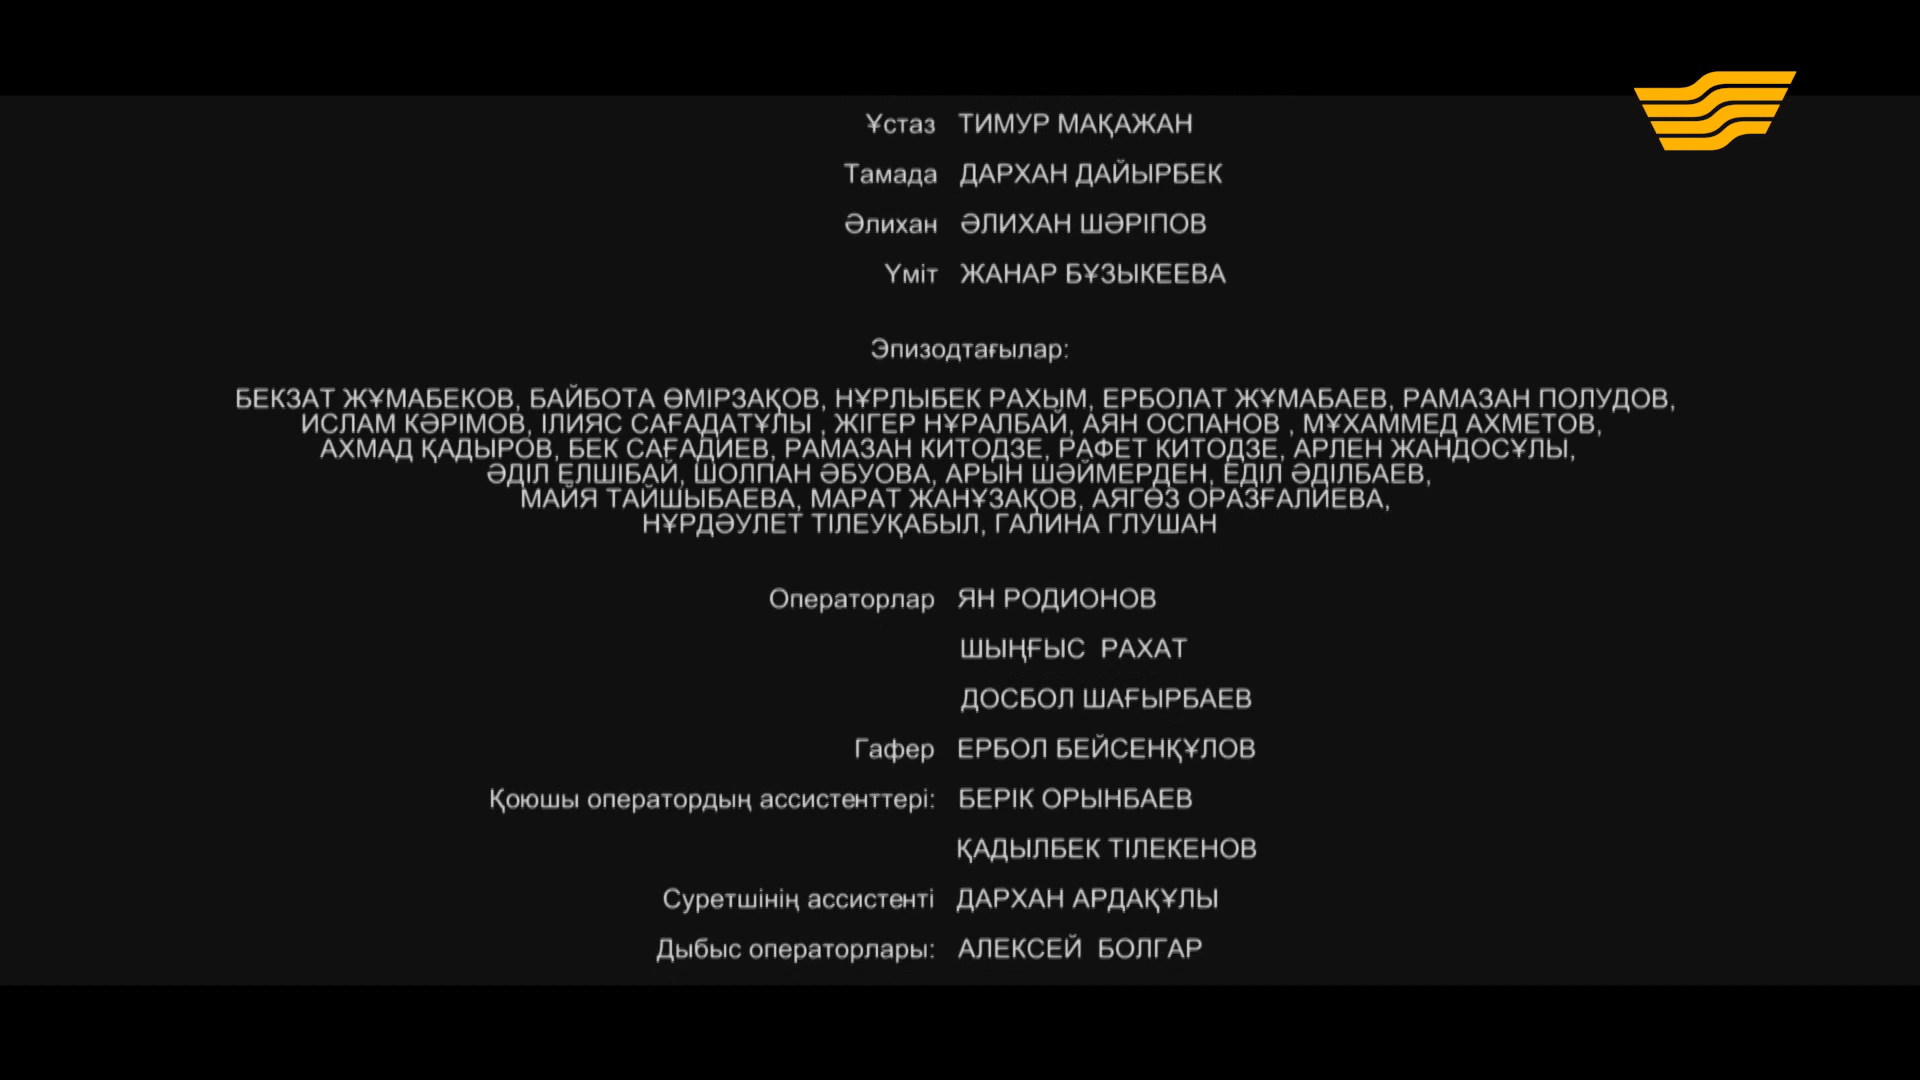 Ұстаз ТИМУР МАҚАЖАН
Тамада ДАРХАН ДАЙЫРБЕК
Әлихан ӘЛИХАН ШӘРІПОВ
Үміт ЖАНАР БҰЗЫКЕЕВА
Эпизодтағылар:
БЕКЗАТ ЖҰМАБЕКОВ, БАЙБОТА ӨМІРЗАҚОВ, НҰРЛЫБЕК РАХЫМ, ЕРБОЛАТ ЖҰМАБАЕВ, РАМАЗАН ПОЛУДОВ,
ИСЛАМ КӘРІМОВ, ІЛИЯС САҒАДАТҰЛЫ , ЖІГЕР НҰРАЛБАЙ, АЯН ОСПАНОВ , МҰХАММЕД АХМЕТОВ,
АХМАД ҚАДЫРОВ, БЕК САҒАДИЕВ, РАМАЗАН КИТОДЗЕ, РАФЕТ КИТОДЗЕ, АРЛЕН ЖАНДОСҰЛЫ,
ӘДІЛ ЕЛШІБАЙ, ШОЛПАН ӘБУОВА, АРЫН ШӘЙМЕРДЕН, ЕДІЛ ӘДІЛБАЕВ,
МАЙЯ ТАЙШЫБАЕВА, МАРАТ ЖАНҰЗАҚОВ, АЯГӨЗ ОРАЗҒАЛИЕВА,
НҰРДӘУЛЕТ ТІЛЕУҚАБЫЛ, ГАЛИНА ГЛУШАН
Операторлар ЯН РОДИОНОВ
ШЫҢҒЫС РАХАТ
ДОСБОЛ ШАҒЫРБАЕВ
Гафер ЕРБОЛ БЕЙСЕНҚҰЛОВ
Қоюшы оператордың ассистенттері: БЕРІК ОРЫНБАЕВ
ҚАДЫЛБЕК ТІЛЕКЕНОВ
Суретшінің ассистенті ДАРХАН АРДАҚҰЛЫ
Дыбыс операторлары: АЛЕКСЕЙ БОЛГАР